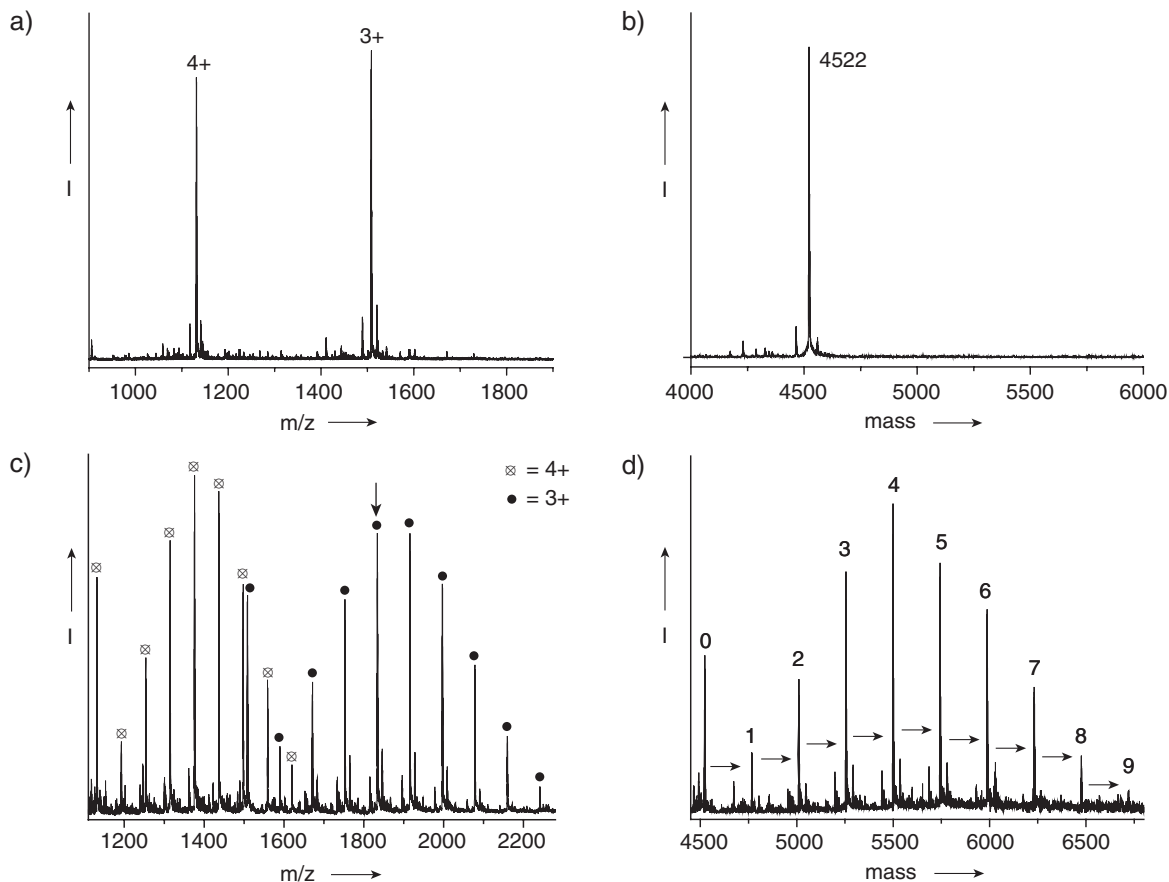 a)
4+
3+
I
1000 1200 1400 1600 1800
m/z
b)
4522
I
4000 4500 5000 5500 6000
mass
c)
⊗ = 4+
● = 3+
I
1200 1400 1600 1800 2000 2200
m/z
d)
0 1 2 3 4 5 6 7 8 9
I
4500 5000 5500 6000 6500
mass